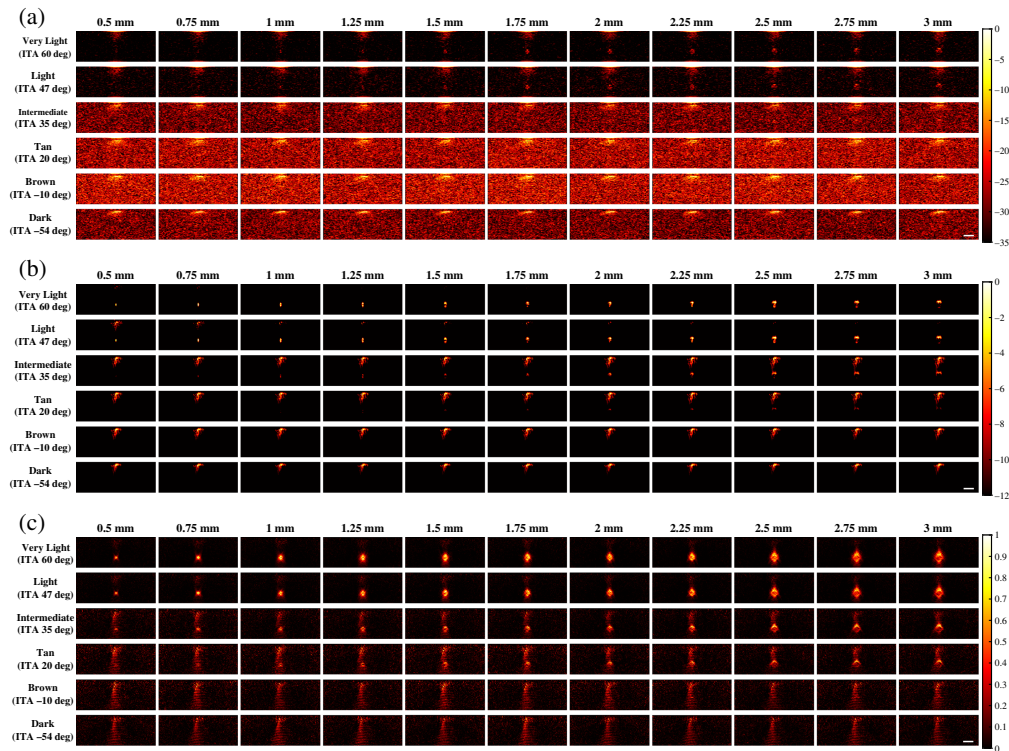 (a)
0.5 mm 0.75 mm 1 mm 1.25 mm 1.5 mm 1.75 mm 2 mm 2.25 mm 2.5 mm 2.75 mm 3 mm
Very Light
(ITA 60 deg)
Light
(ITA 47 deg)
Intermediate
(ITA 35 deg)
Tan
(ITA 20 deg)
Brown
(ITA −10 deg)
Dark
(ITA −54 deg)
0
−5
−10
−15
−20
−25
−30
−35
(b)
0.5 mm 0.75 mm 1 mm 1.25 mm 1.5 mm 1.75 mm 2 mm 2.25 mm 2.5 mm 2.75 mm 3 mm
Very Light
(ITA 60 deg)
Light
(ITA 47 deg)
Intermediate
(ITA 35 deg)
Tan
(ITA 20 deg)
Brown
(ITA −10 deg)
Dark
(ITA −54 deg)
0
−2
−4
−6
−8
−10
−12
(c)
0.5 mm 0.75 mm 1 mm 1.25 mm 1.5 mm 1.75 mm 2 mm 2.25 mm 2.5 mm 2.75 mm 3 mm
Very Light
(ITA 60 deg)
Light
(ITA 47 deg)
Intermediate
(ITA 35 deg)
Tan
(ITA 20 deg)
Brown
(ITA −10 deg)
Dark
(ITA −54 deg)
1
0.9
0.8
0.7
0.6
0.5
0.4
0.3
0.2
0.1
0